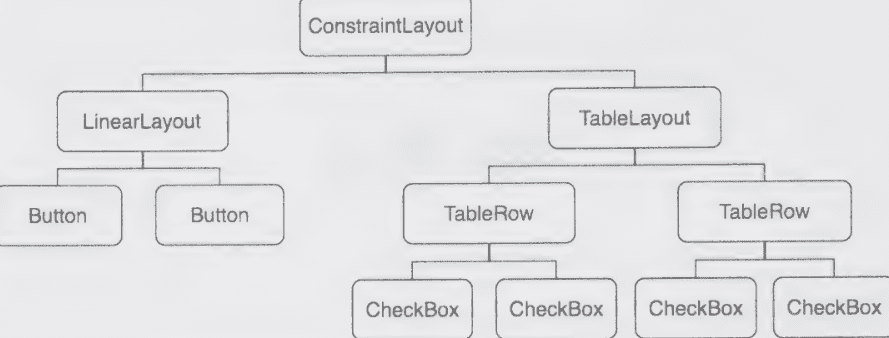 ConstraintLayout
LinearLayout
TableLayout
Button
Button
TableRow
TableRow
CheckBox
CheckBox
CheckBox
CheckBox